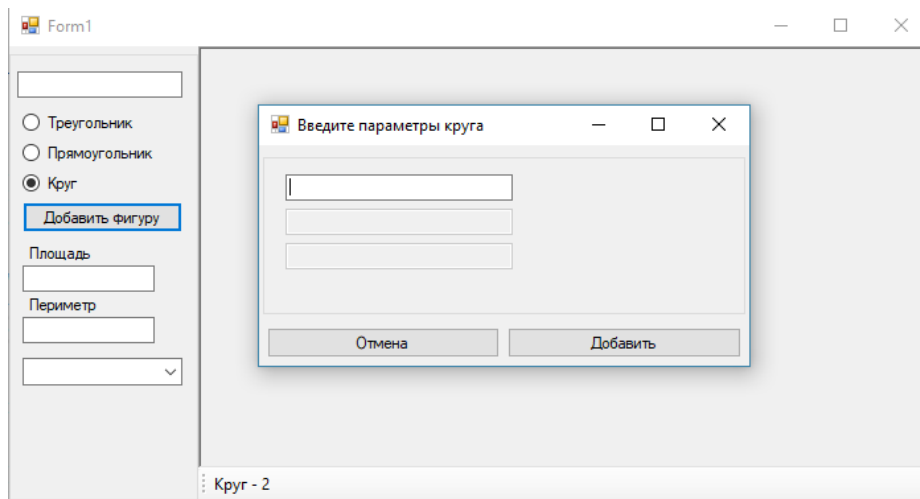 Form1
Треугольник
Прямоугольник
Круг
Добавить фигуру
Площадь
Периметр
Введите параметры круга
Отмена
Добавить
Круг - 2